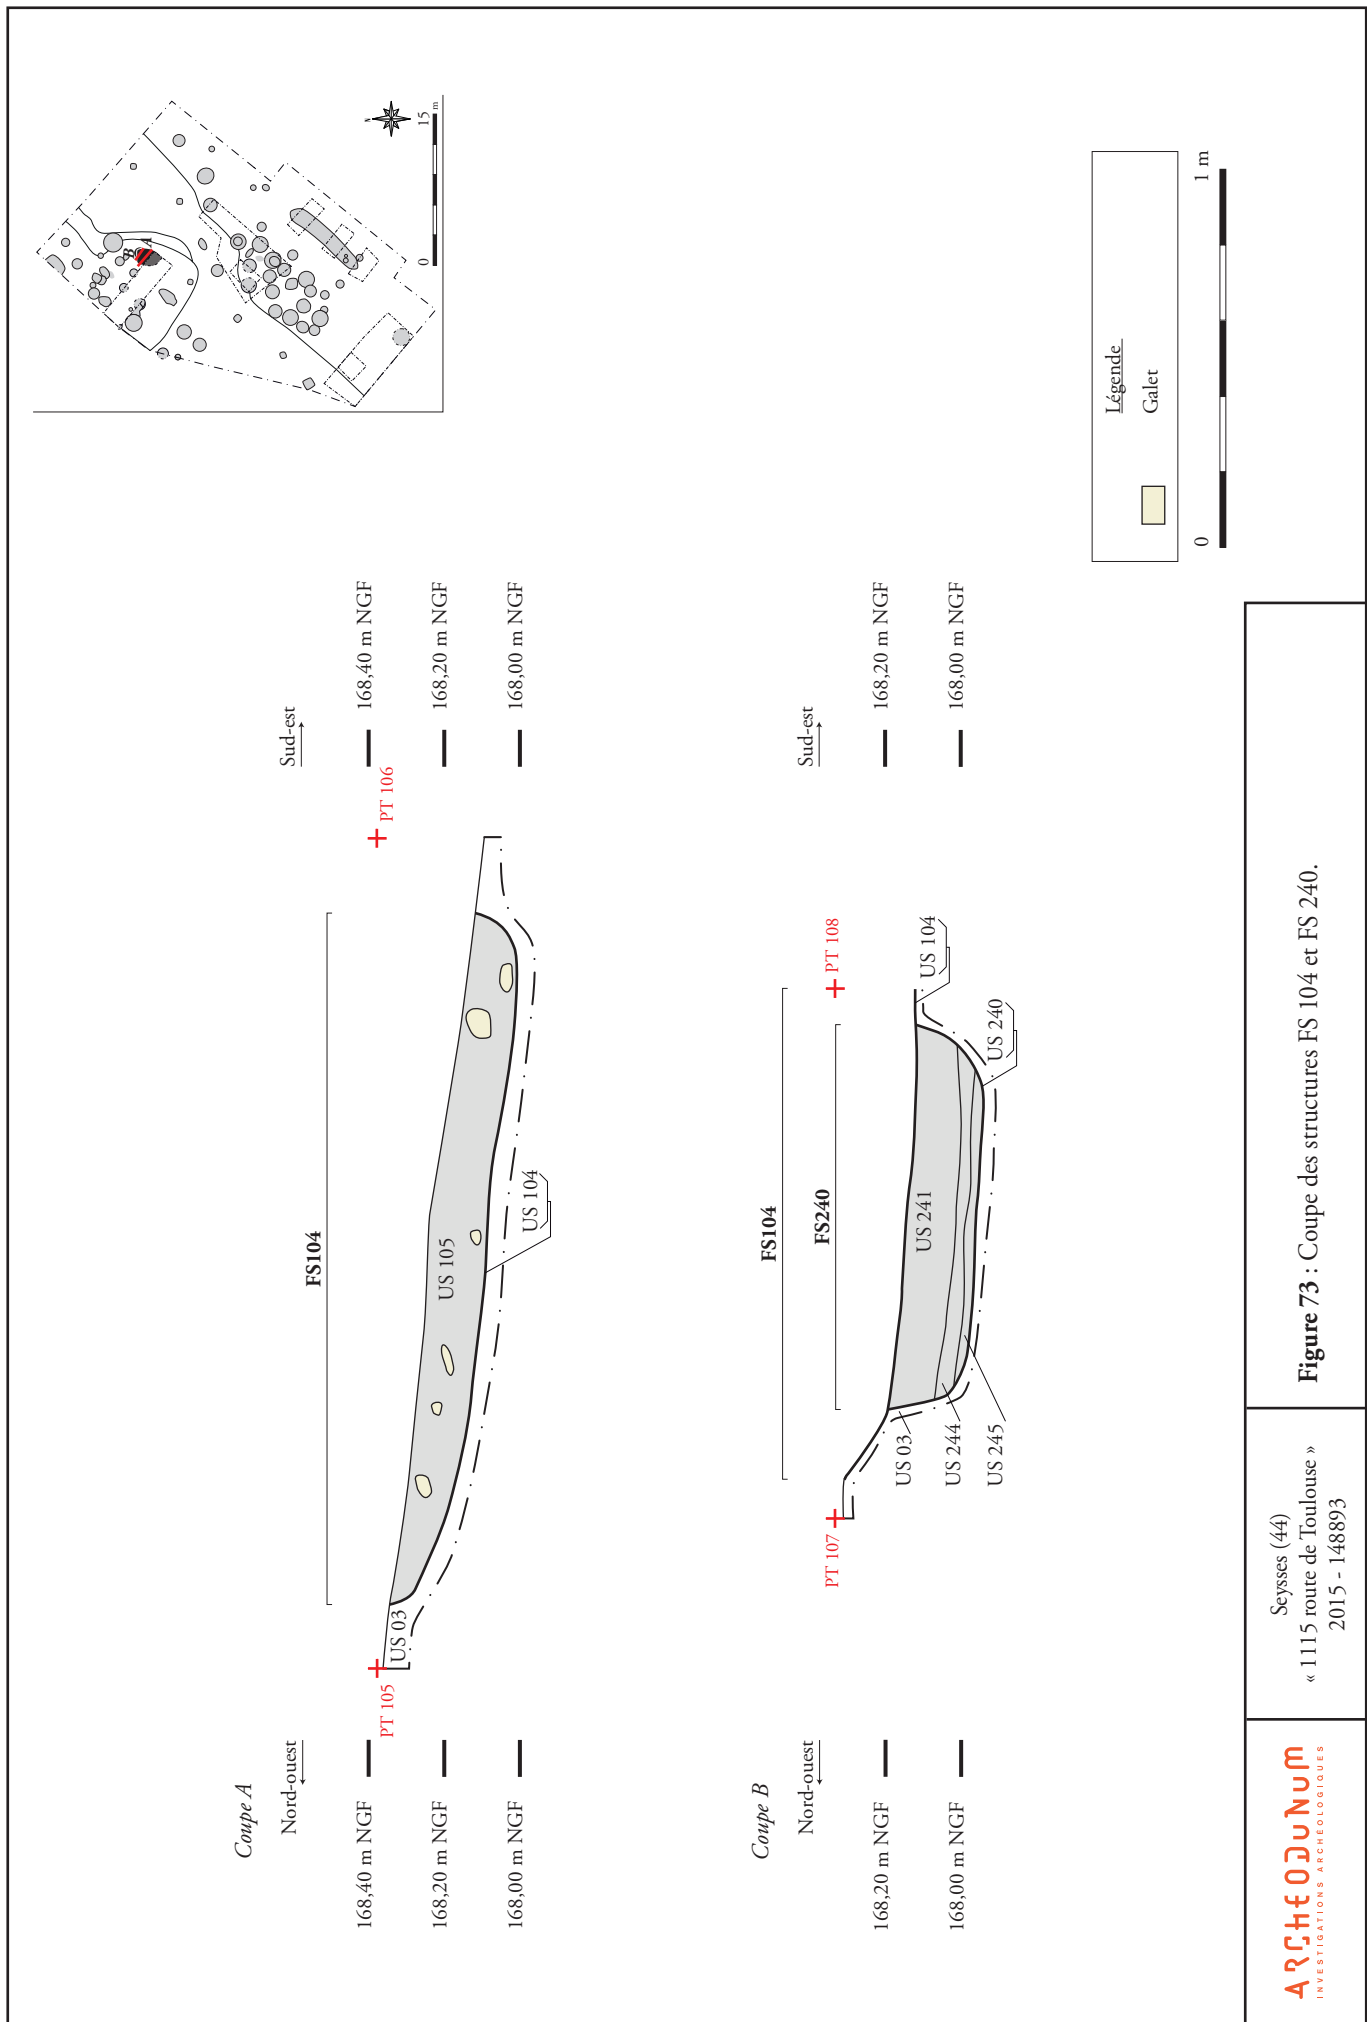 Coupe A
Nord-ouest
Sud-est
FS104
168,40 m NGF
168,40 m NGF
PT 105
PT 106
US 03
168,20 m NGF
US 105
168,20 m NGF
168,00 m NGF
US 104
168,00 m NGF
Coupe B
Nord-ouest
Sud-est
FS104
FS240
PT 107
PT 108
168,20 m NGF
168,20 m NGF
US 03
US 241
US 104
168,00 m NGF
168,00 m NGF
US 244
US 245
US 240
B
A
N
0
15 m
Légende
Galet
0
1 m
ARCHEODUNUM
INVESTIGATIONS ARCHÉOLOGIQUES
Seysses (44)
« 1115 route de Toulouse »
2015 - 148893
Figure 73 : Coupe des structures FS 104 et FS 240.